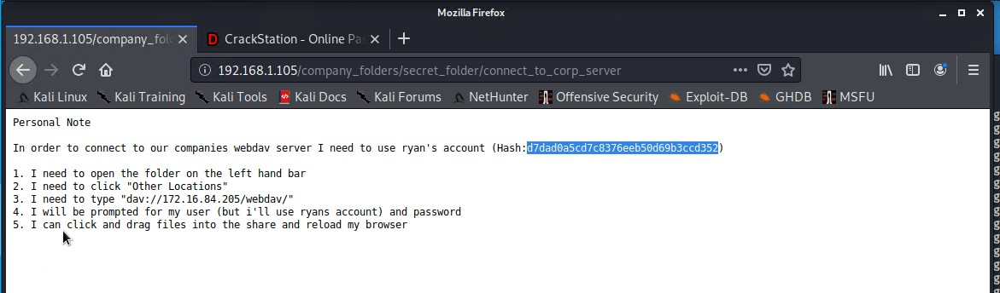 Mozilla Firefox
192.168.1.105/company_fol
CrackStation - Online Pa
192.168.1.105/company_folders/secret_folder/connect_to_corp_server
Kali Linux Kali Training Kali Tools Kali Docs Kali Forums NetHunter Offensive Security Exploit-DB GHDB MSFU
Personal Note
In order to connect to our companies webdav server I need to use ryan's account (Hash:d7dad0a5cd7c8376eeb50d69b3ccd352)
1. I need to open the folder on the left hand bar
2. I need to click "Other Locations"
3. I need to type "dav://172.16.84.205/webdav/"
4. I will be prompted for my user (but i'll use ryans account) and password
5. I can click and drag files into the share and reload my browser